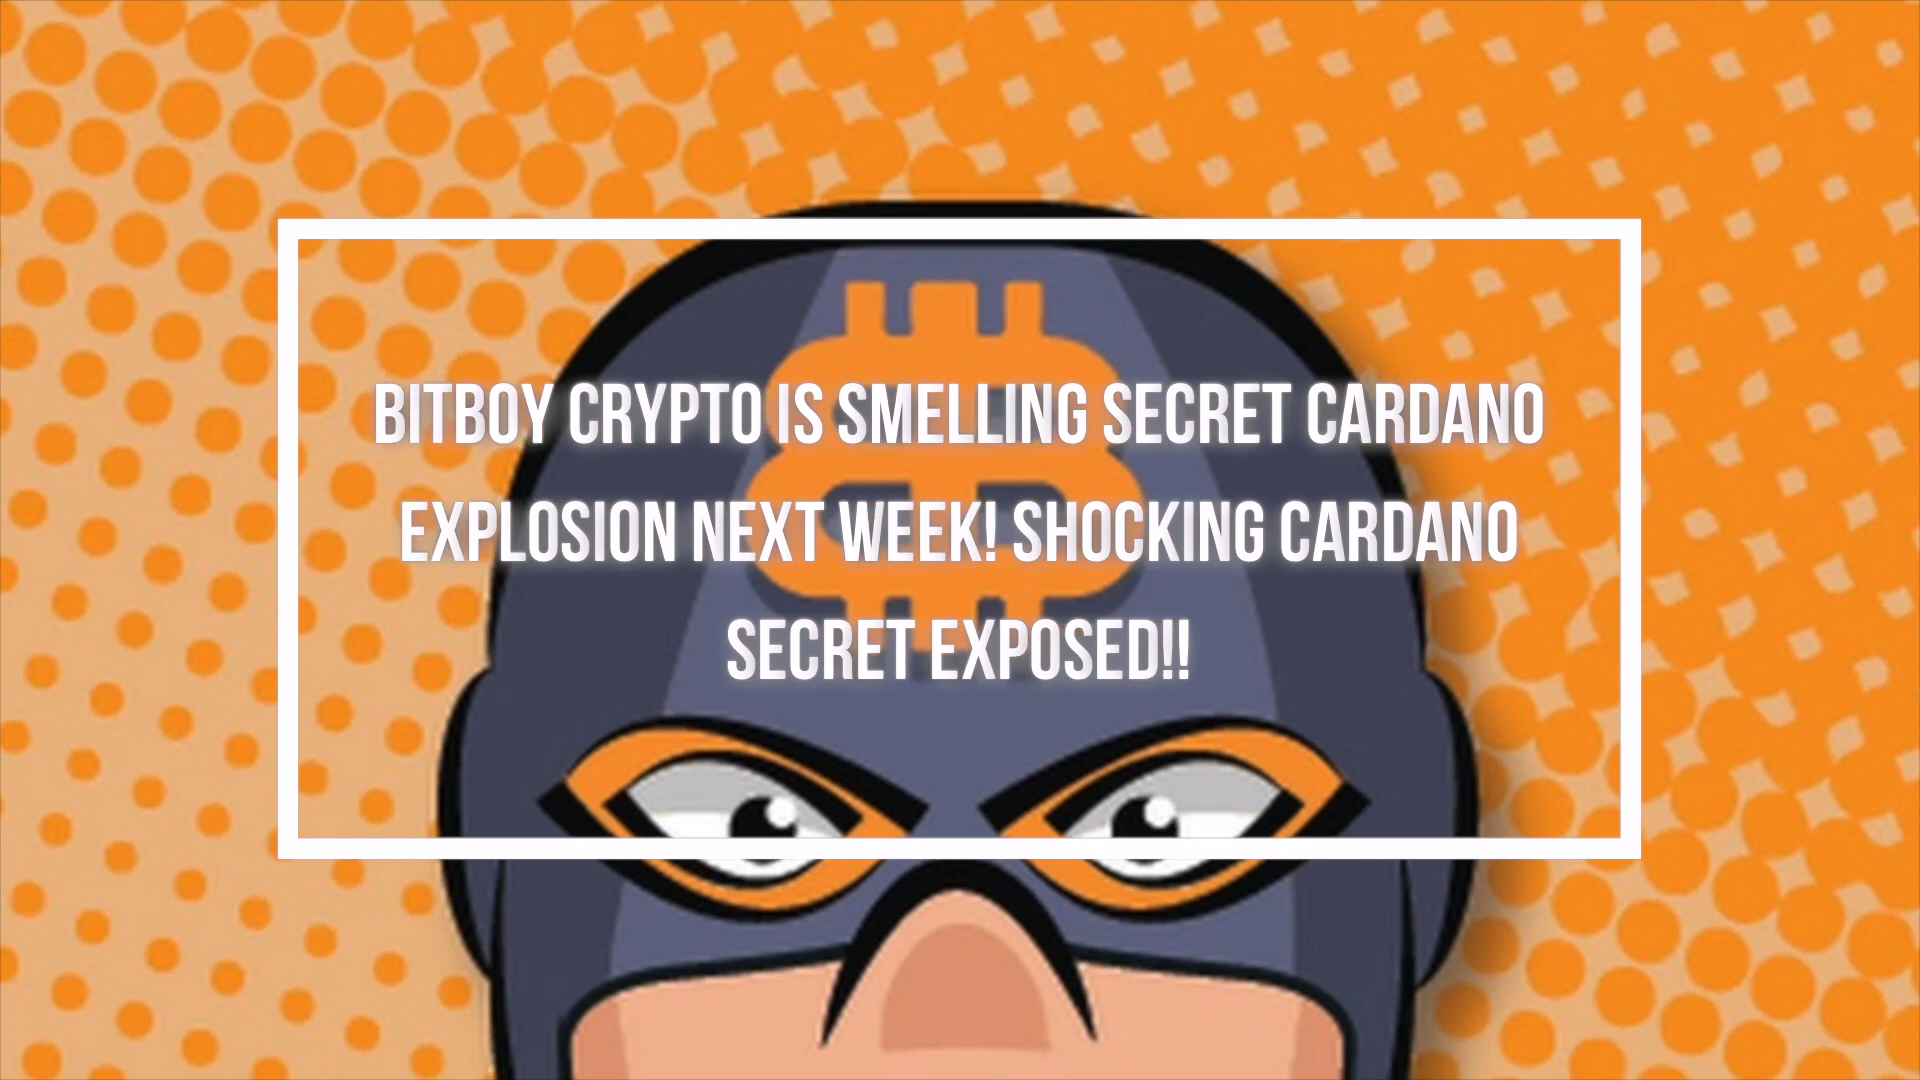 BITBOY CRYPTO IS SMELLING SECRET CARDANO
EXPLOSION NEXT WEEK! SHOCKING CARDANO
SECRET EXPOSED!!